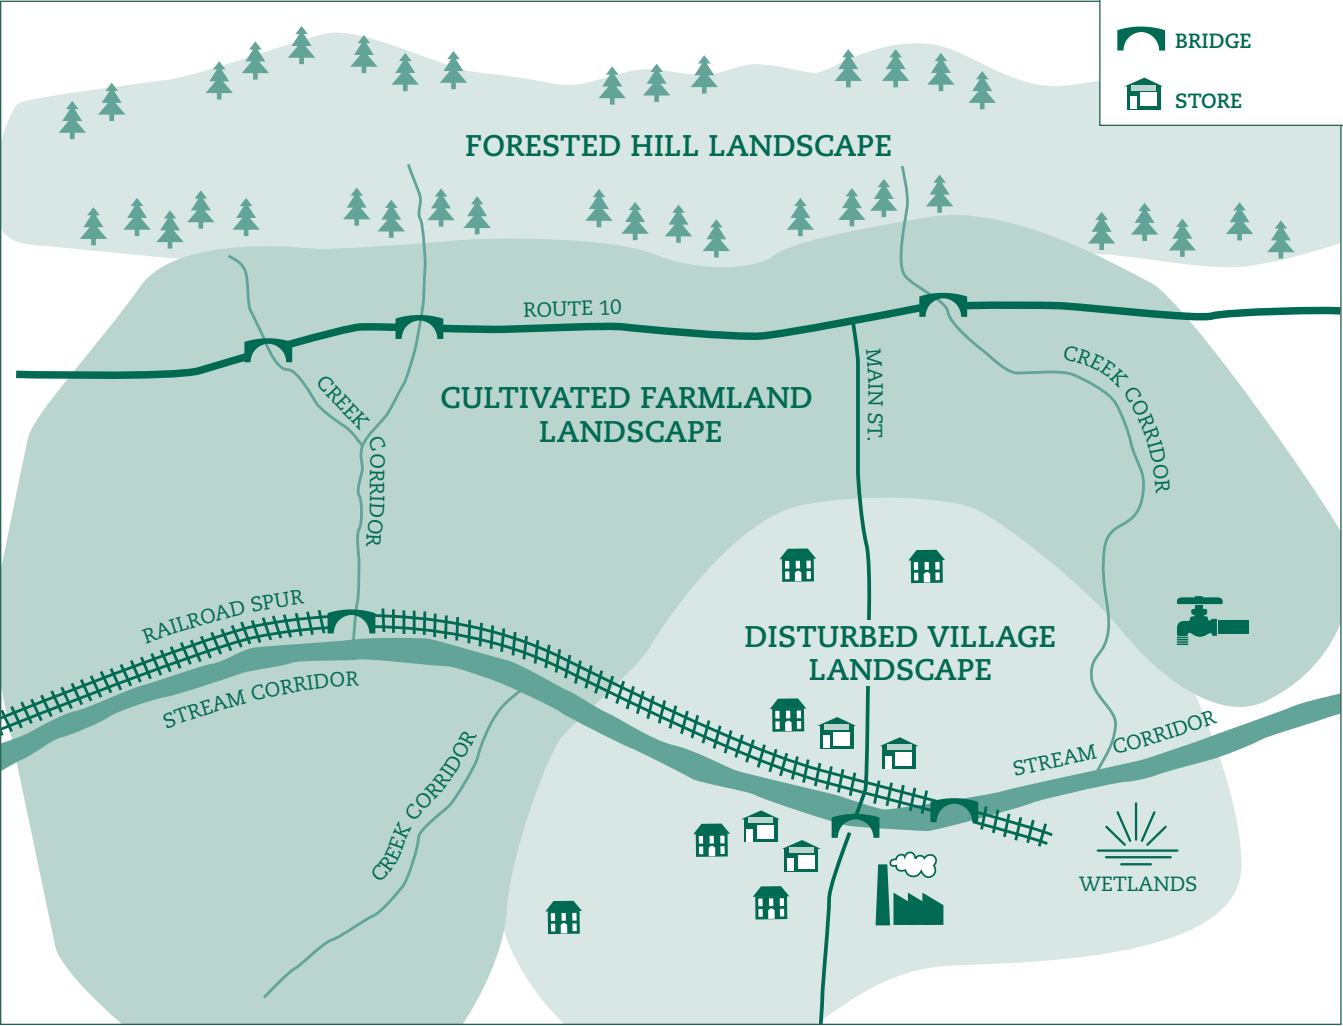 BRIDGE
STORE
FORESTED HILL LANDSCAPE
ROUTE 10
CREEK CORRIDOR
MAIN ST.
CREEK CORRIDOR
CULTIVATED FARMLAND
LANDSCAPE
RAILROAD SPUR
STREAM CORRIDOR
DISTURBED VILLAGE
LANDSCAPE
CREEK CORRIDOR
STREAM CORRIDOR
WETLANDS